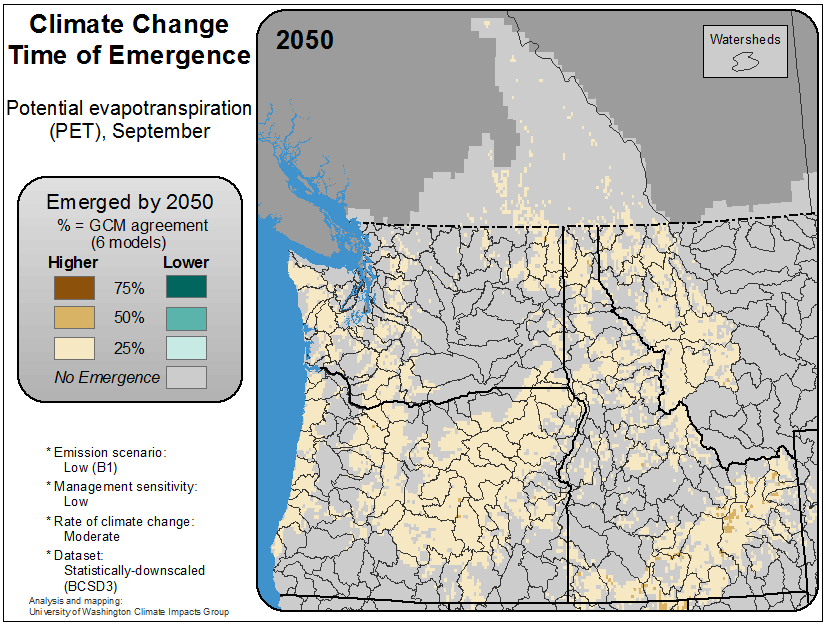 Climate Change
Time of Emergence
Potential evapotranspiration
(PET), September
Emerged by 2050
% = GCM agreement
(6 models)
Higher Lower
75%
50%
25%
No Emergence
* Emission scenario:
Low (B1)
* Management sensitivity:
Low
* Rate of climate change:
Moderate
* Dataset:
Statistically-downscaled
(BCSD3)
Analysis and mapping:
University of Washington Climate Impacts Group
2050
Watersheds